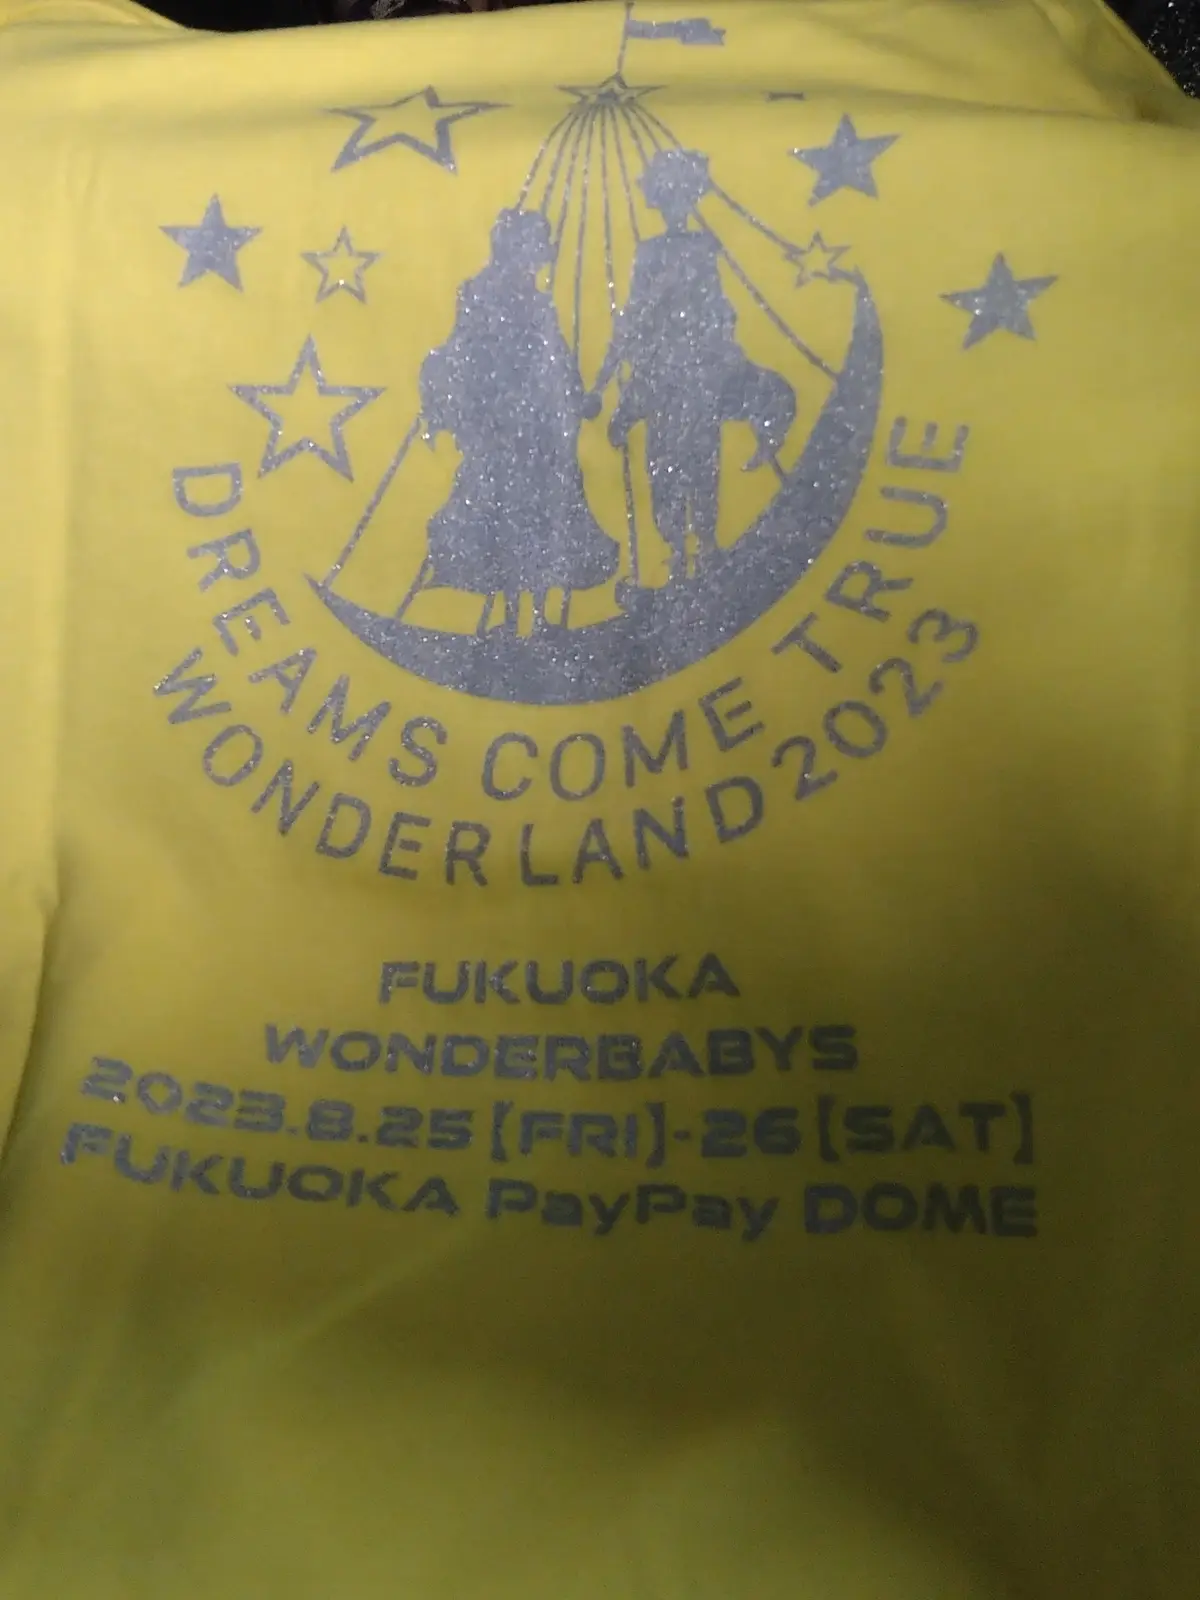 DREAMS COME TRUE
WONDERLAND 2023
FUKUOKA
WONDERBABYS
2023.8.25【FRI】-26【SAT】
FUKUOKA PayPay DOME